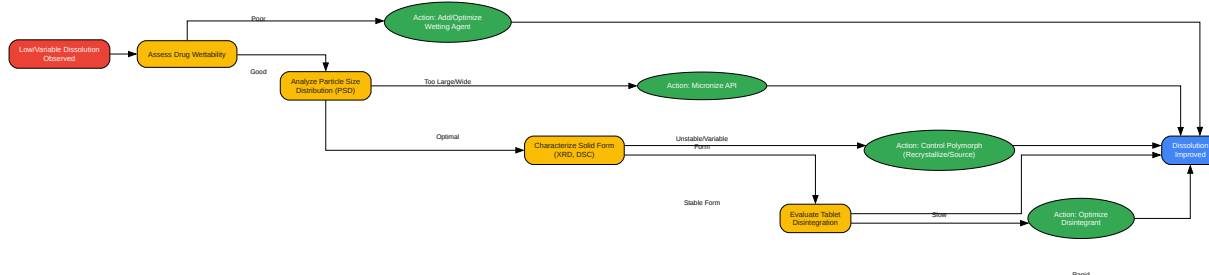 Poor
Action: Add/Optimize
Wetting Agent
Low/Variable Dissolution
Observed
Assess Drug Wettability
Good
Analyze Particle Size
Distribution (PSD)
Too Large/Wide
Action: Micronize API
Optimal
Characterize Solid Form
(XRD, DSC)
Unstable/Variable
Form
Action: Control Polymorph
(Recrystallize/Source)
Dissolution
Improved
Stable Form
Evaluate Tablet
Disintegration
Slow
Action: Optimize
Disintegrant
Rapid